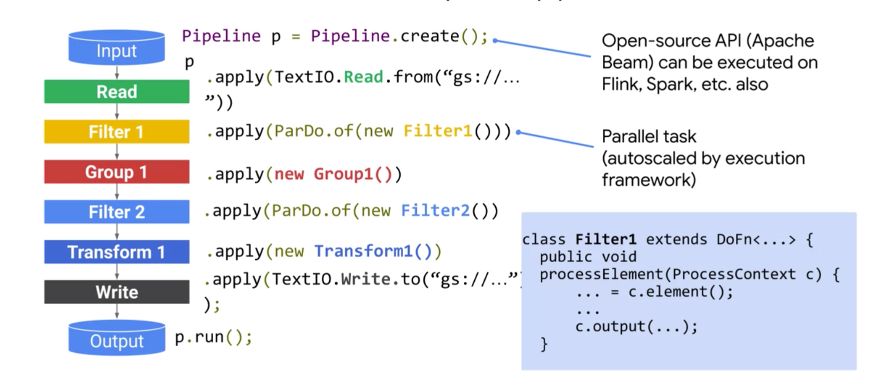 Input
Read
Filter 1
Group 1
Filter 2
Transform 1
Write
Output
Pipeline p = Pipeline.create();
p
.apply(TextIO.Read.from(“gs://…
”))
.apply(ParDo.of(new Filter1()))
.apply(new Group1())
.apply(ParDo.of(new Filter2())
.apply(new Transform1())
.apply(TextIO.Write.to(“gs://…”)
);
p.run();
Open-source API (Apache
Beam) can be executed on
Flink, Spark, etc. also
Parallel task
(autoscaled by execution
framework)
class Filter1 extends DoFn<...> {
public void
processElement(ProcessContext c) {
... = c.element();
...
c.output(...);
}